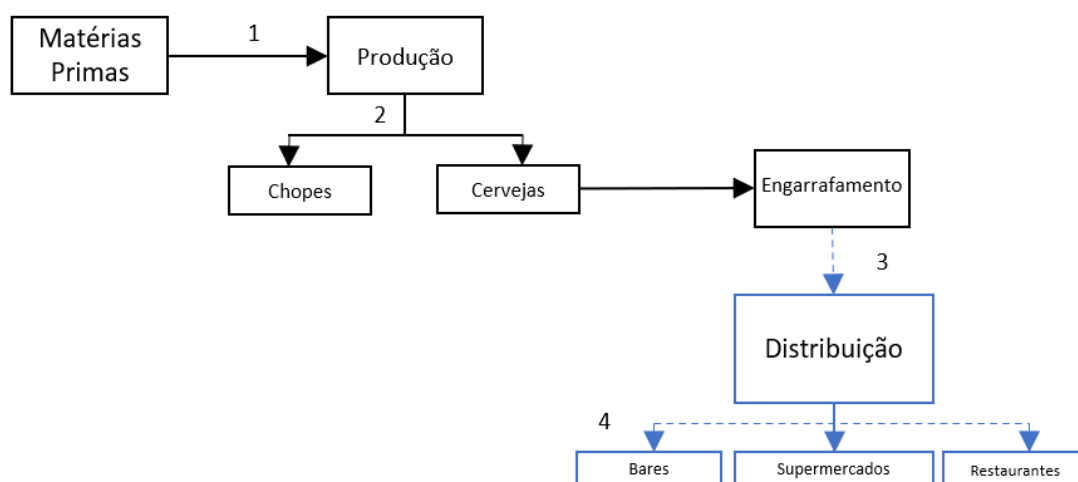 Matérias
Primas
1
Produção
2
Chopes
Cervejas
Engarrafamento
3
Distribuição
4
Bares
Supermercados
Restaurantes